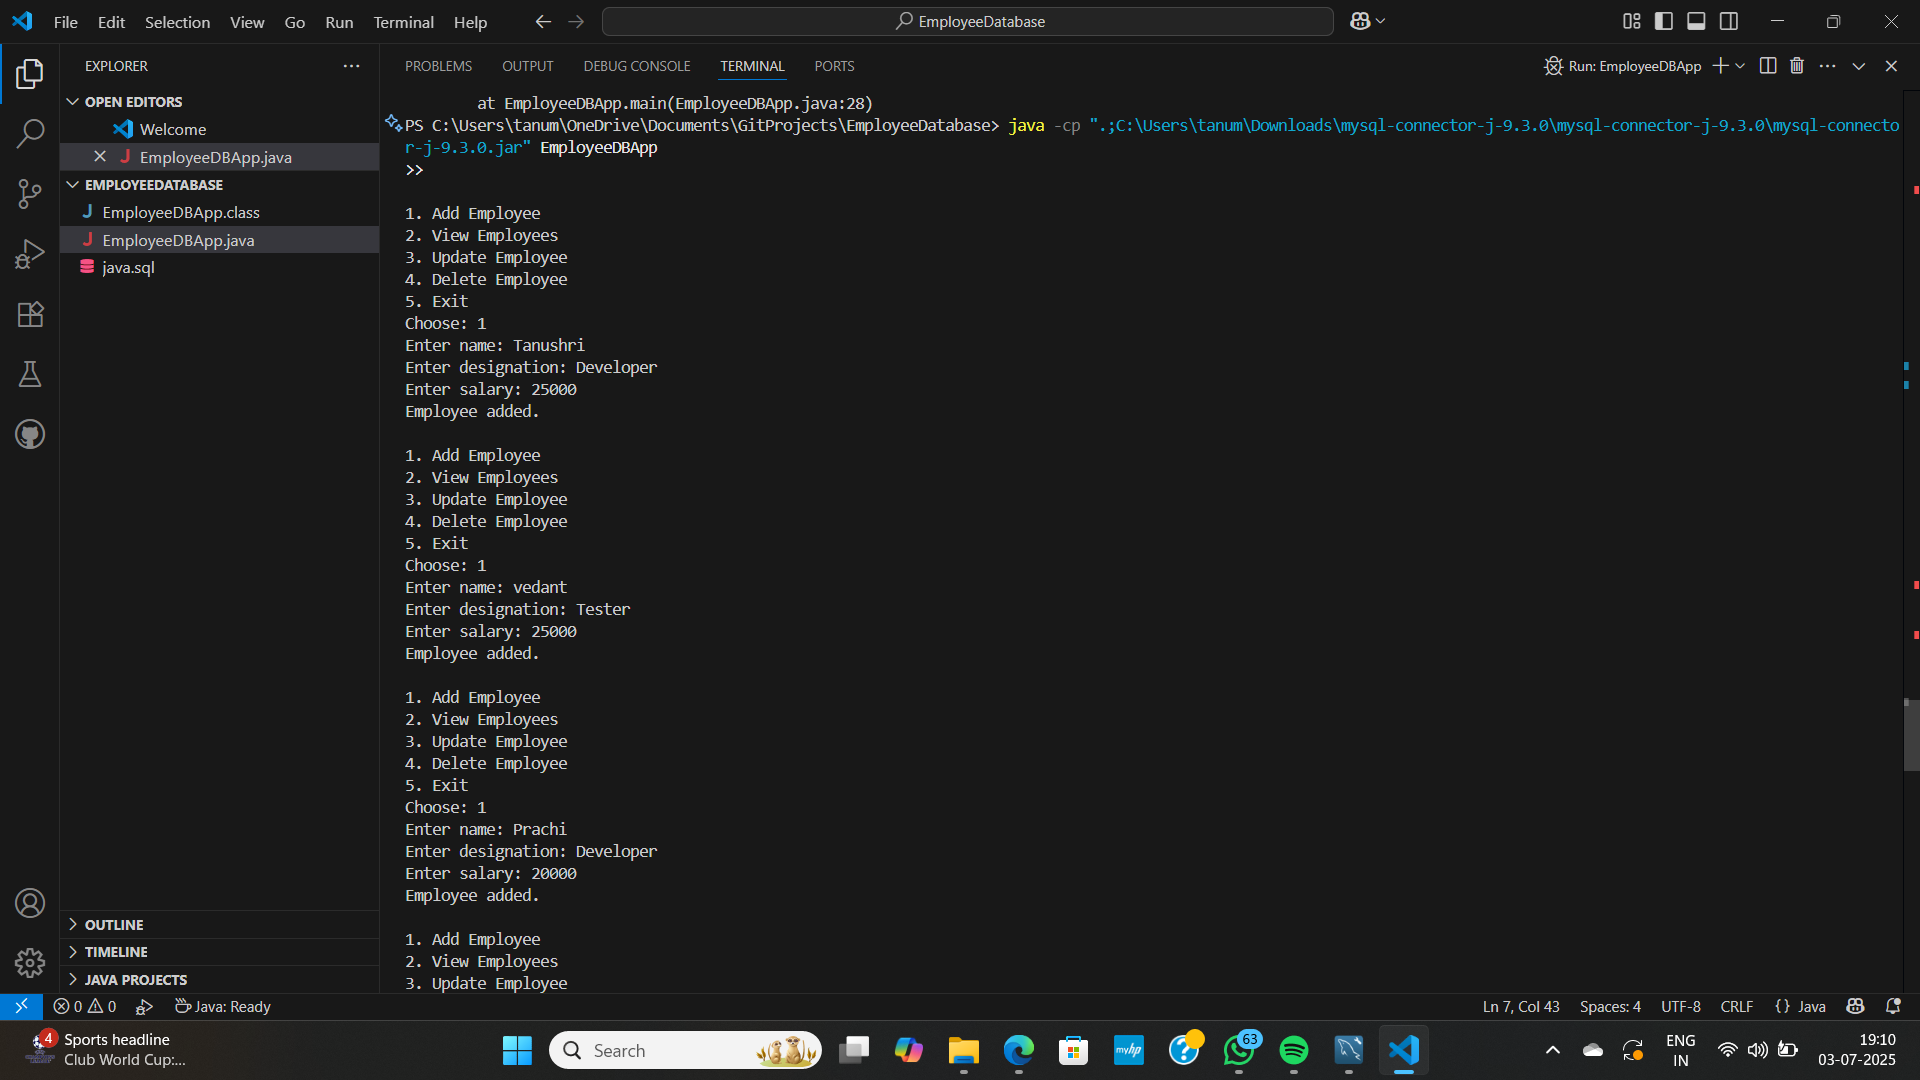 File Edit Selection View Go Run Terminal Help
EmployeeDatabase
EXPLORER
OPEN EDITORS
Welcome
EmployeeDBApp.java
EMPLOYEEDATABASE
EmployeeDBApp.class
EmployeeDBApp.java
java.sql
OUTLINE
TIMELINE
JAVA PROJECTS
PROBLEMS OUTPUT DEBUG CONSOLE TERMINAL PORTS
Run: EmployeeDBApp
at EmployeeDBApp.main(EmployeeDBApp.java:28)
PS C:\Users\tanum\OneDrive\Documents\GitProjects\EmployeeDatabase> java -cp ".;C:\Users\tanum\Downloads\mysql-connector-j-9.3.0\mysql-connector-j-9.3.0\mysql-connecto
r-j-9.3.0.jar" EmployeeDBApp
>>
1. Add Employee
2. View Employees
3. Update Employee
4. Delete Employee
5. Exit
Choose: 1
Enter name: Tanushri
Enter designation: Developer
Enter salary: 25000
Employee added.
1. Add Employee
2. View Employees
3. Update Employee
4. Delete Employee
5. Exit
Choose: 1
Enter name: vedant
Enter designation: Tester
Enter salary: 25000
Employee added.
1. Add Employee
2. View Employees
3. Update Employee
4. Delete Employee
5. Exit
Choose: 1
Enter name: Prachi
Enter designation: Developer
Enter salary: 20000
Employee added.
1. Add Employee
2. View Employees
3. Update Employee
0 0 Java: Ready
Ln 7, Col 43 Spaces: 4 UTF-8 CRLF {} Java
4
Sports headline
Club World Cup:...
Search
myhp
63
ENG
IN
19:10
03-07-2025